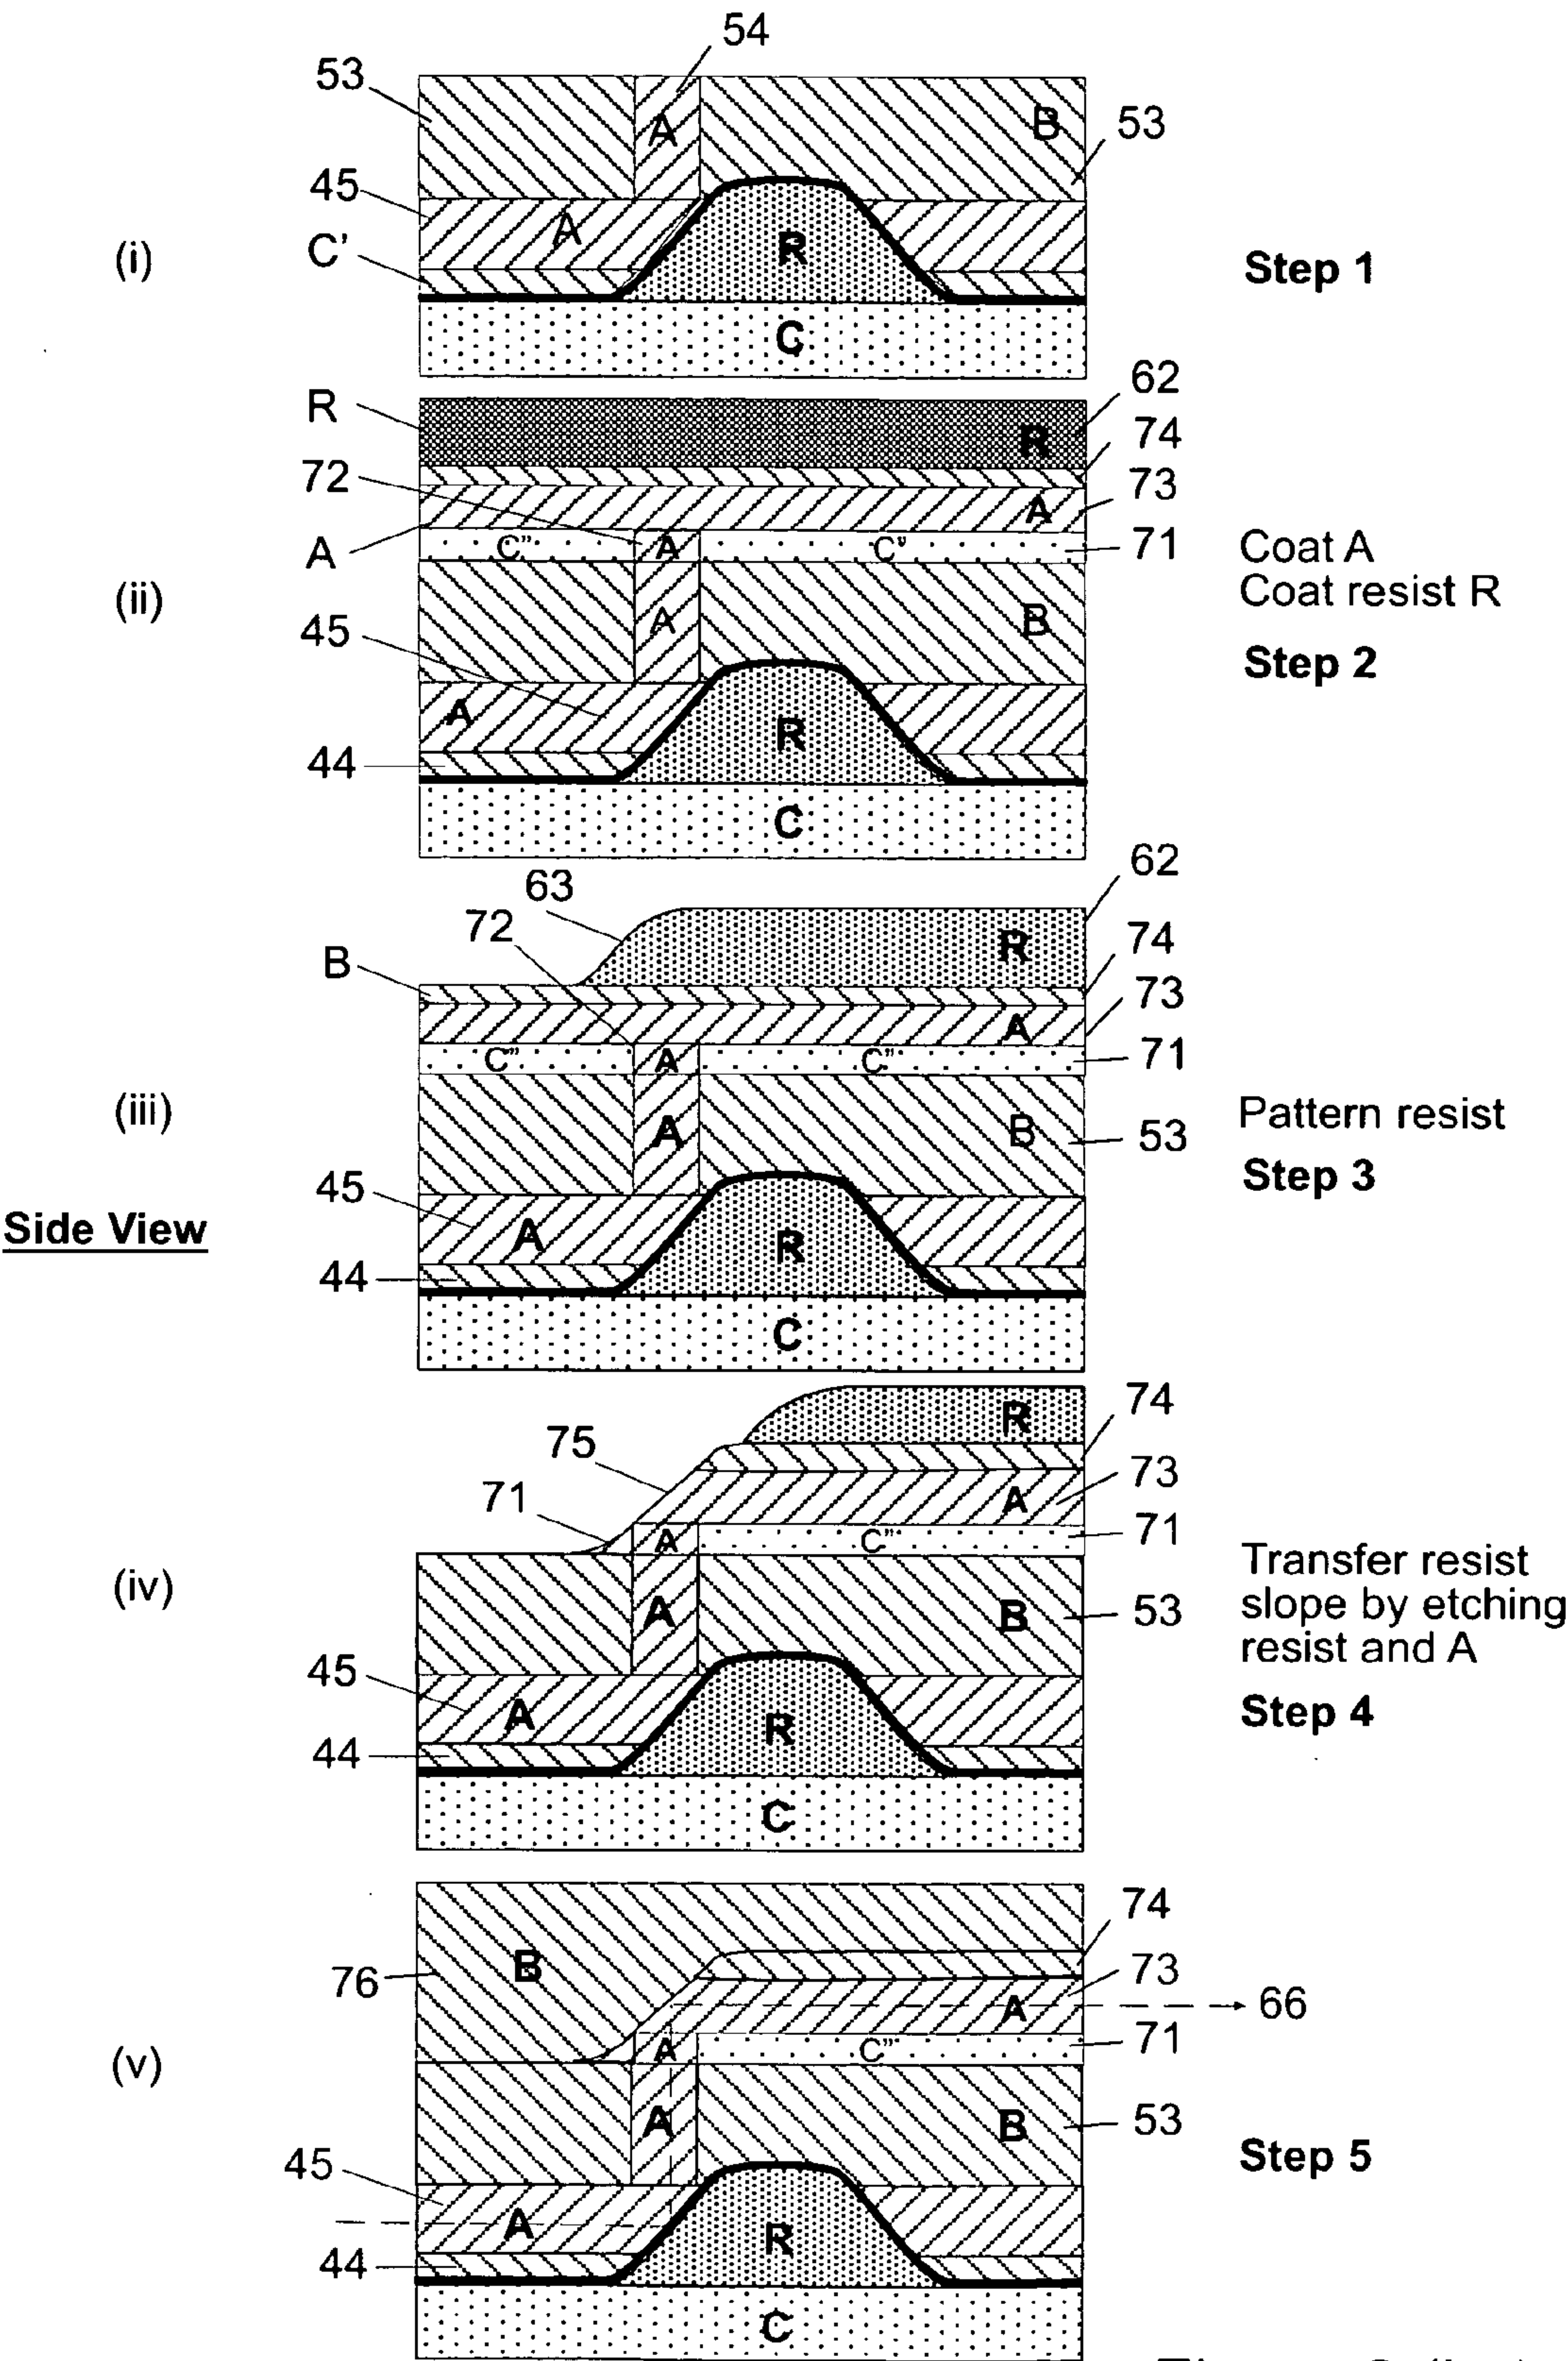 54
53
B
A
53
45
A
C'
R
(i)
Step 1
C
62
R
R
74
72
73
A
A
C"
A
C"
71
Coat A
(ii)
A
B
Coat resist R
45
Step 2
A
R
44
C
62
63
72
R
74
B
73
A
C"
A
C"
71
(iii)
A
B
53
Pattern resist
45
Step 3
Side View
A
R
44
C
R
74
75
73
71
A
A
C"
71
Transfer resist
(iv)
A
B
53
slope by etching
resist and A
45
A
R
Step 4
44
C
74
B
76
73
A
66
A
C"
71
(v)
A
B
53
45
Step 5
A
R
44
C